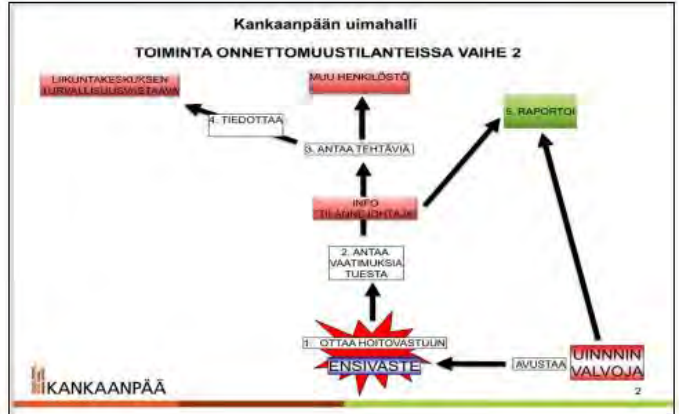 Kankaanpään uimahalli
TOIMINTA ONNETTOMUUSTILANTEISSA VAIHE 2
LIIKUNTAKESKUKSEN
TURVALLISUUSVASTAAVA
MUU HENKILÖSTÖ
4. TIEDOTTAA
5. RAPORTOI
3. ANTAA TEHTÄVIÄ
INFO
TILANNEJOHTAJA
2. ANTAA
VAATIMUKSIA
TUESTA
1. OTTAA HOITOVASTUUN
ENSIVASTE
AVUSTAA
UINNNIN
VALVOJA
KANKAANPÄÄ
2